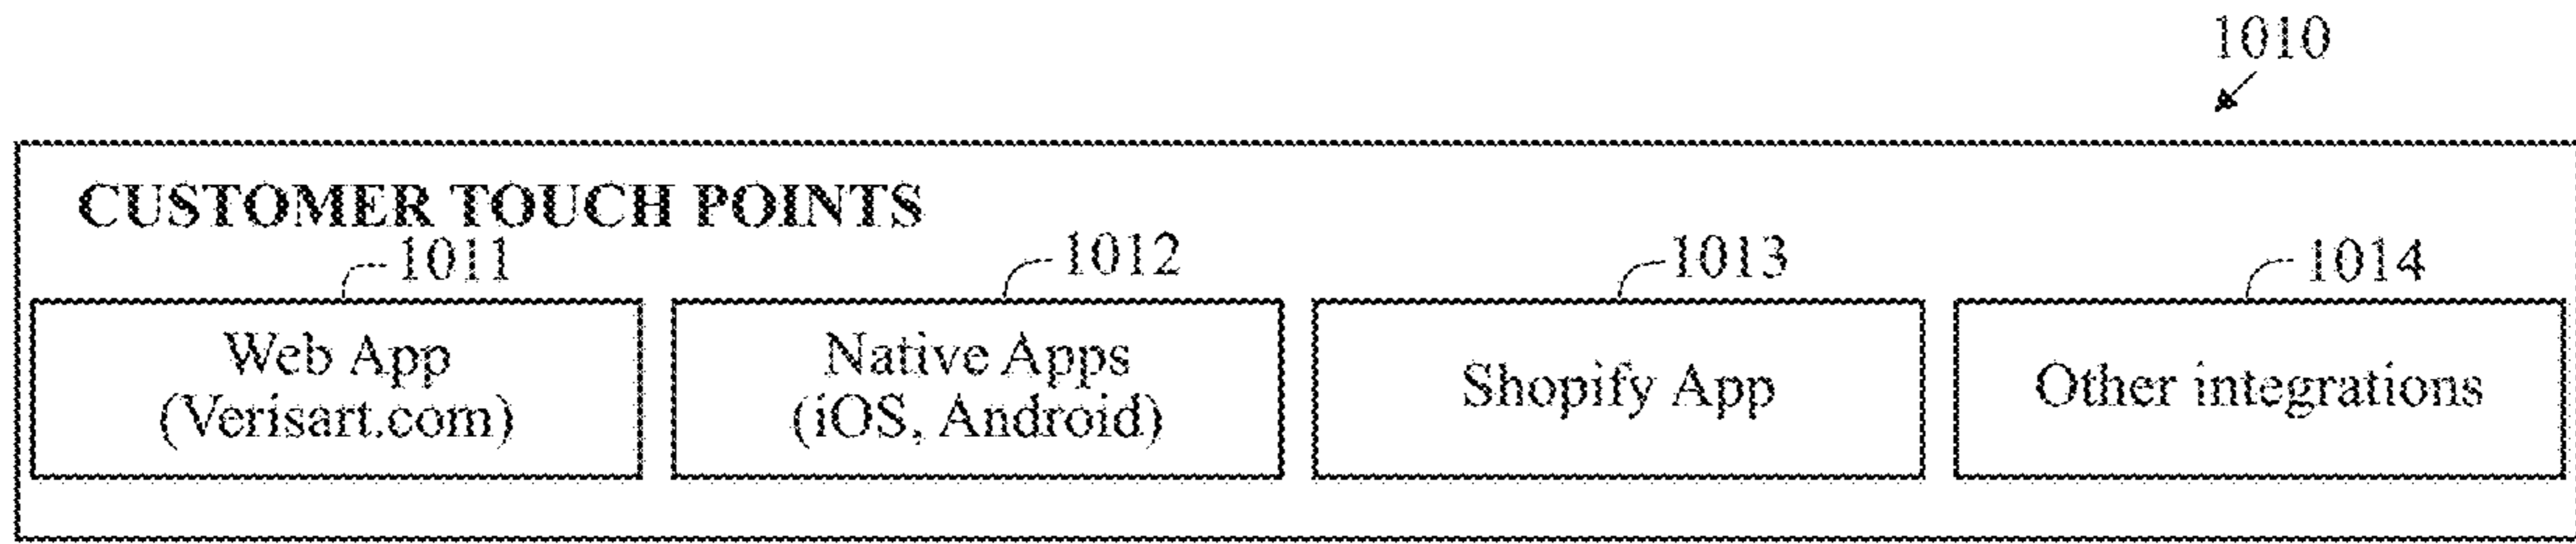 1010
CUSTOMER TOUCH POINTS
1011
1012
1013
1014
Web App
(Verisart.com)
Native Apps
(iOS, Android)
Shopify App
Other integrations